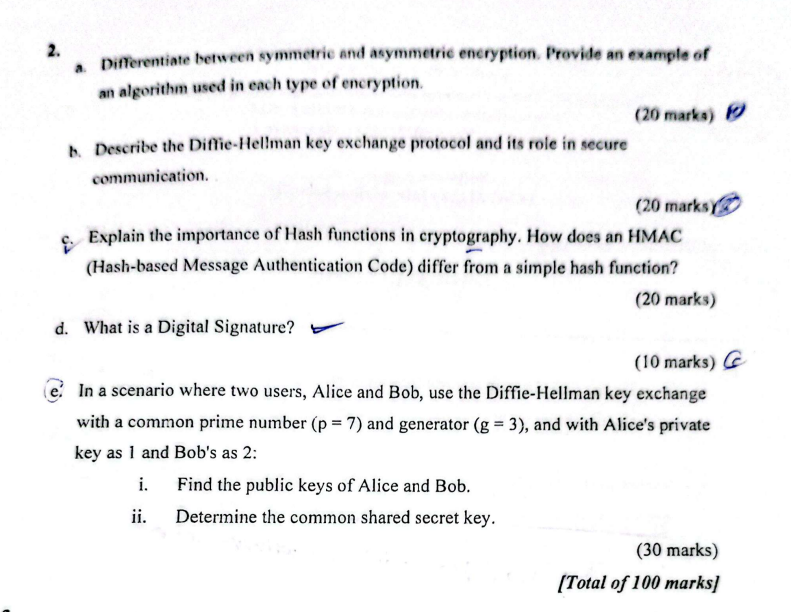 2.
a. Differentiate between symmetric and asymmetric encryption. Provide an example of
an algorithm used in each type of encryption.
(20 marks)
b. Describe the Diffie-Hellman key exchange protocol and its role in secure
communication.
(20 marks)
c. Explain the importance of Hash functions in cryptography. How does an HMAC
(Hash-based Message Authentication Code) differ from a simple hash function?
(20 marks)
d. What is a Digital Signature?
(10 marks)
e. In a scenario where two users, Alice and Bob, use the Diffie-Hellman key exchange
with a common prime number (p = 7) and generator (g = 3), and with Alice's private
key as 1 and Bob's as 2:
i. Find the public keys of Alice and Bob.
ii. Determine the common shared secret key.
(30 marks)
[Total of 100 marks]